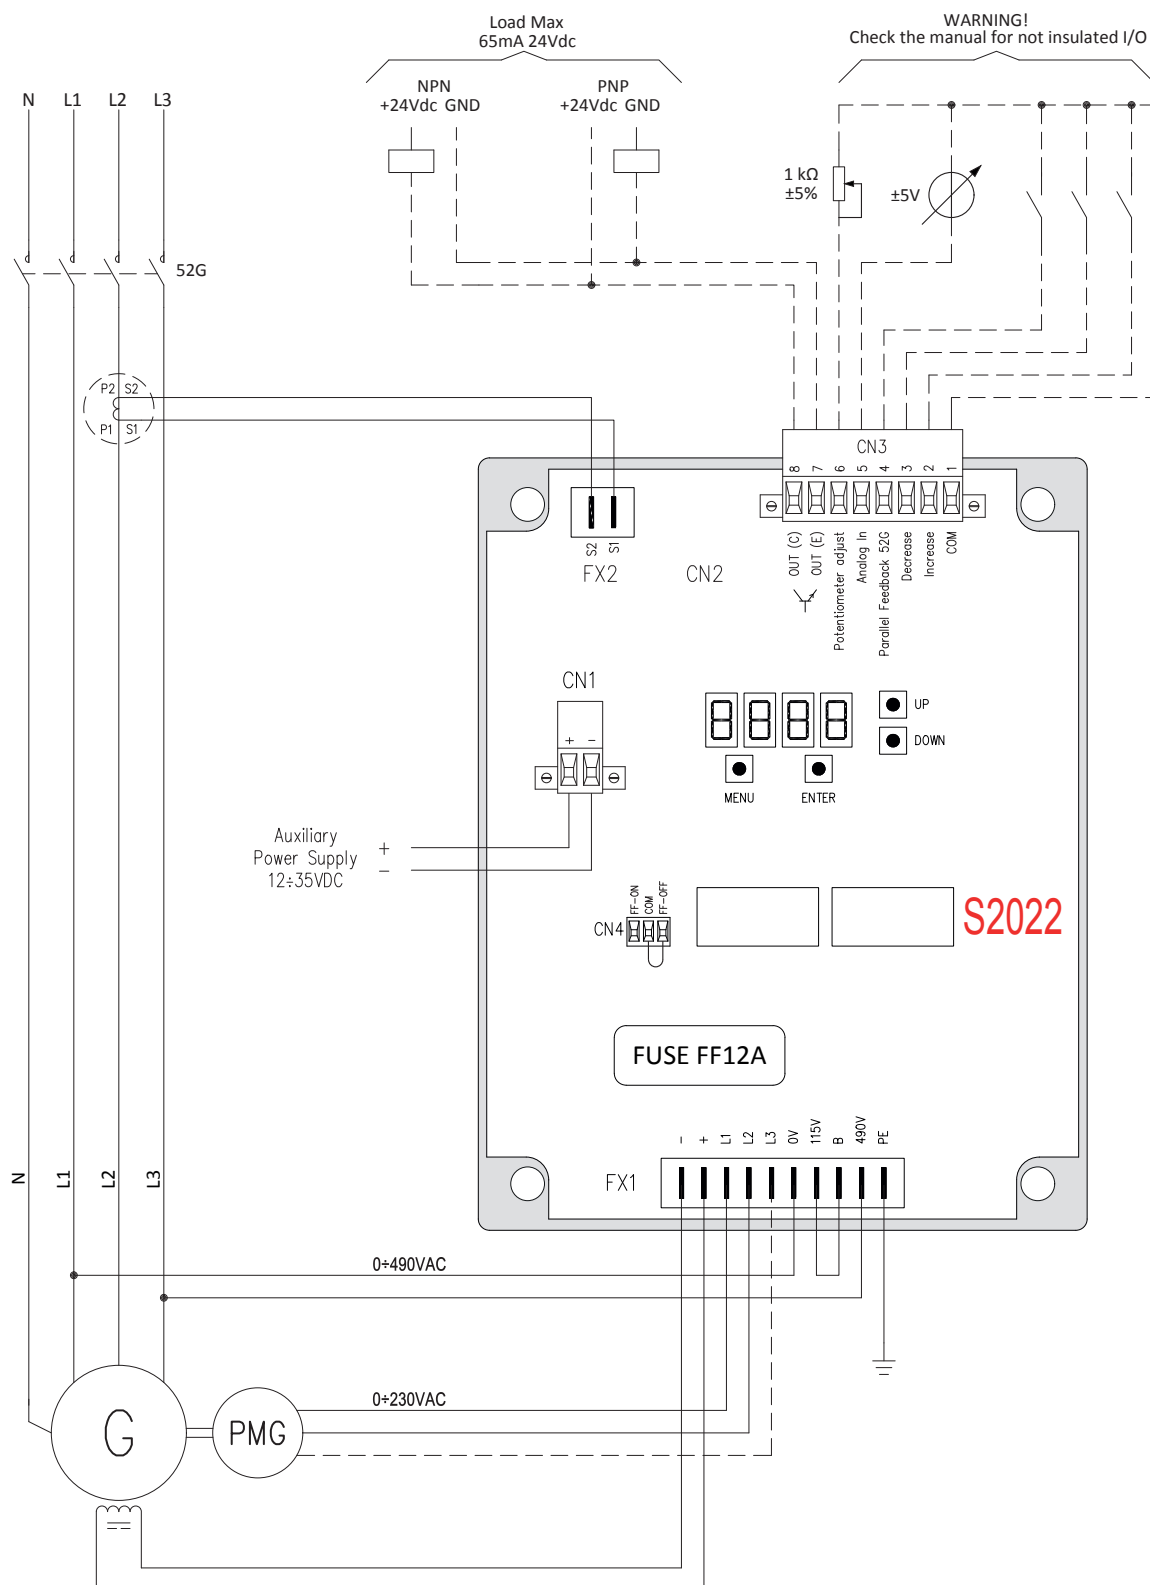 Load Max
65mA 24Vdc
WARNING!
Check the manual for not insulated I/O
N L1 L2 L3
NPN
+24Vdc GND
PNP
+24Vdc GND
1 kΩ
±5%
±5V
52G
P2 S2
P1 S1
CN3
8 7 6 5 4 3 2 1
OUT (C)
OUT (E)
Potentiometer adjust
Analog In
Parallel Feedback 52G
Decrease
Increase
COM
S2
S1
FX2
CN2
CN1
+ -
UP
DOWN
MENU
ENTER
Auxiliary
Power Supply
12÷35VDC
+
-
FF-ON
COM
FF-OFF
CN4
S2022
FUSE FF12A
- + L1 L2 L3 0V 115V B 490V PE
FX1
N L1 L2 L3
0÷490VAC
0÷230VAC
G
PMG